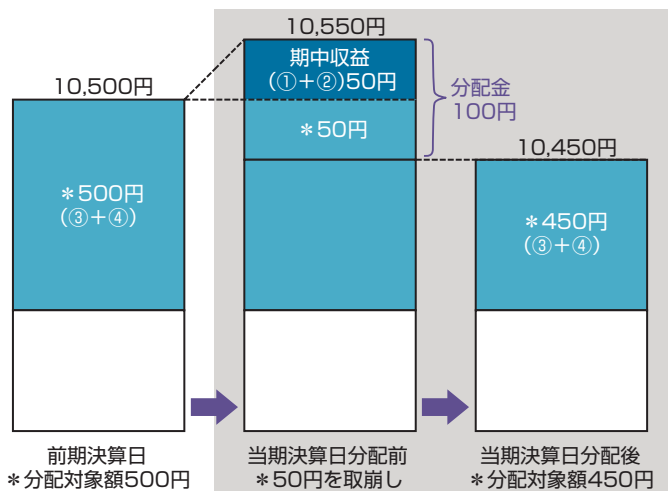 10,550円
期中収益
(①+②)50円
10,500円
分配金
100円
＊50円
10,450円
＊500円
(③+④)
＊450円
(③+④)
前期決算日
＊分配対象額500円
当期決算日分配前
＊50円を取崩し
当期決算日分配後
＊分配対象額450円